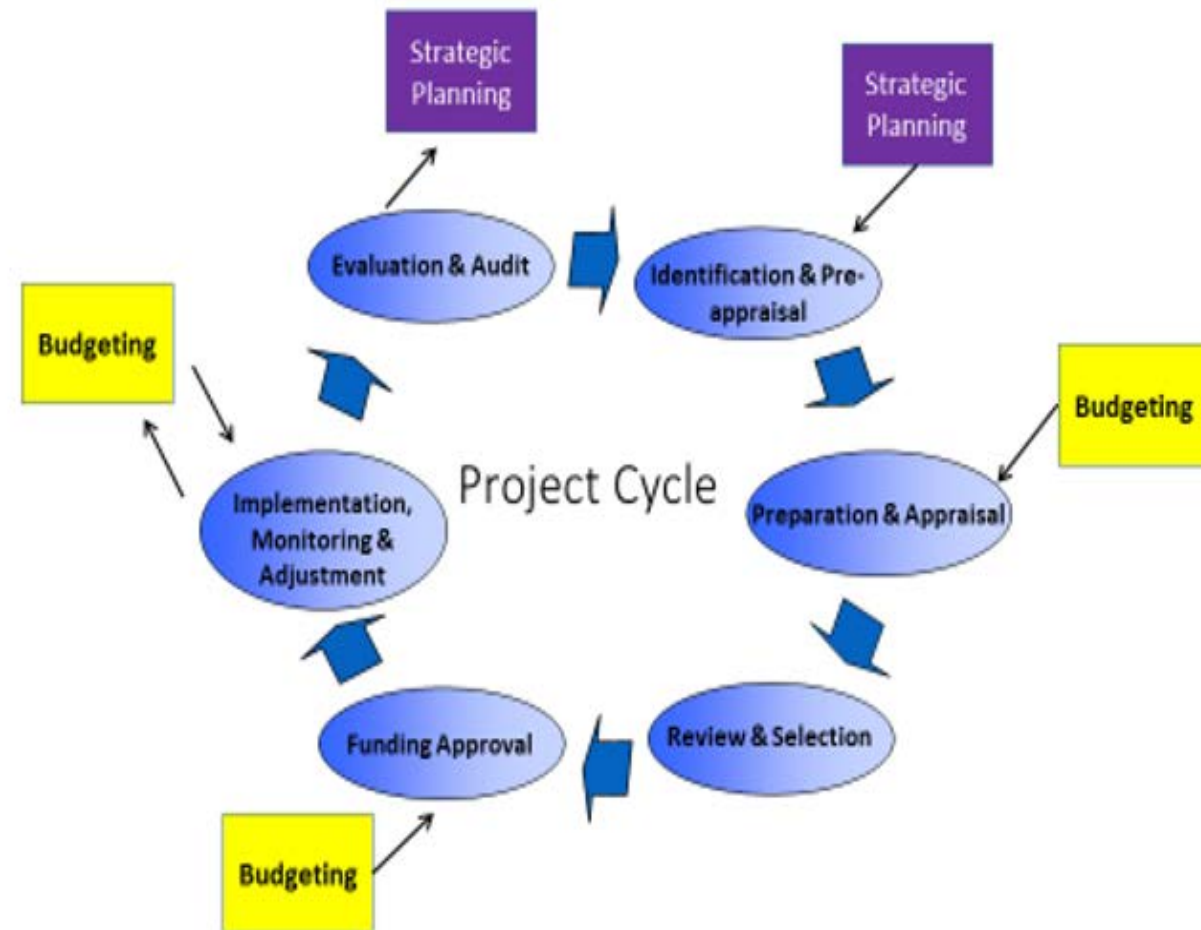 Strategic
Planning
Strategic
Planning
Evaluation & Audit
Identification & Pre-
appraisal
Budgeting
Budgeting
Project Cycle
Implementation,
Monitoring &
Adjustment
Preparation & Appraisal
Funding Approval
Review & Selection
Budgeting